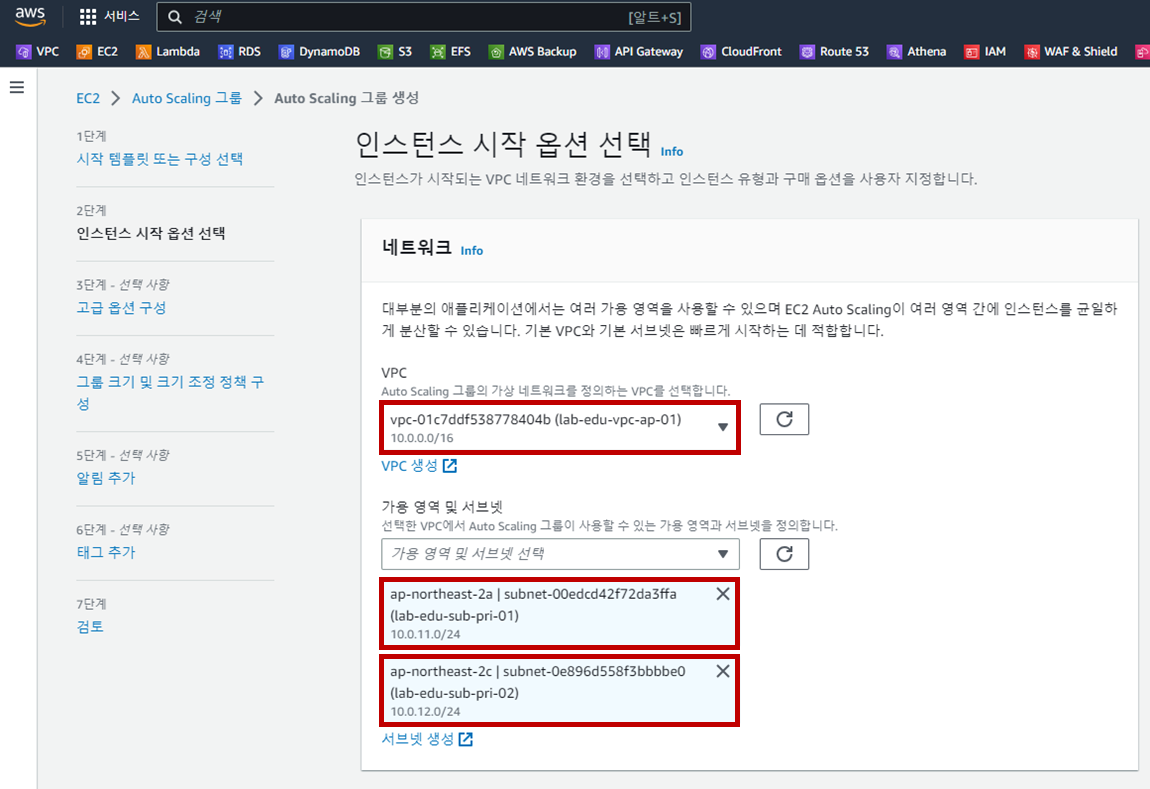 aws
서비스
검색
[알트+S]
VPC
EC2
Lambda
RDS
DynamoDB
S3
EFS
AWS Backup
API Gateway
CloudFront
Route 53
Athena
IAM
WAF & Shield
EC2 > Auto Scaling 그룹 > Auto Scaling 그룹 생성
1단계
시작 템플릿 또는 구성 선택
2단계
인스턴스 시작 옵션 선택
3단계 - 선택 사항
고급 옵션 구성
4단계 - 선택 사항
그룹 크기 및 크기 조정 정책 구
성
5단계 - 선택 사항
알림 추가
6단계 - 선택 사항
태그 추가
7단계
검토
인스턴스 시작 옵션 선택 Info
인스턴스가 시작되는 VPC 네트워크 환경을 선택하고 인스턴스 유형과 구매 옵션을 사용자 지정합니다.
네트워크 Info
대부분의 애플리케이션에서는 여러 가용 영역을 사용할 수 있으며 EC2 Auto Scaling이 여러 영역 간에 인스턴스를 균일하
게 분산할 수 있습니다. 기본 VPC와 기본 서브넷은 빠르게 시작하는 데 적합합니다.
VPC
Auto Scaling 그룹의 가상 네트워크를 정의하는 VPC를 선택합니다.
vpc-01c7ddf538778404b (lab-edu-vpc-ap-01)
10.0.0.0/16
VPC 생성
가용 영역 및 서브넷
선택한 VPC에서 Auto Scaling 그룹이 사용할 수 있는 가용 영역과 서브넷을 정의합니다.
가용 영역 및 서브넷 선택
ap-northeast-2a | subnet-00edcd42f72da3ffa
(lab-edu-sub-pri-01)
10.0.11.0/24
ap-northeast-2c | subnet-0e896d558f3bbbbe0
(lab-edu-sub-pri-02)
10.0.12.0/24
서브넷 생성